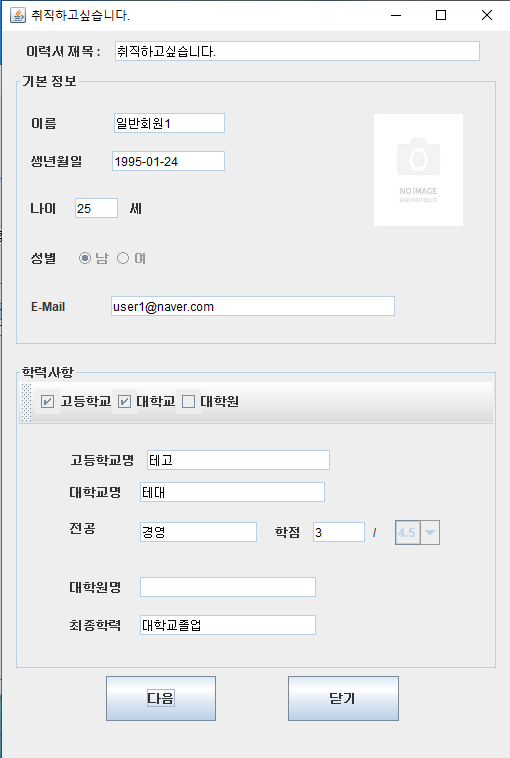 취직하고싶습니다.
이력서 제목 : 취직하고싶습니다.
기본 정보
이름 일반회원1
생년월일 1995-01-24
나이 25 세
성별 남 여
E-Mail user1@naver.com
NO IMAGE
학력사항
고등학교 대학교 대학원
고등학교명 테고
대학교명 테대
전공 경영 학점 3 / 4.5
대학원명
최종학력 대학교졸업
다음 닫기